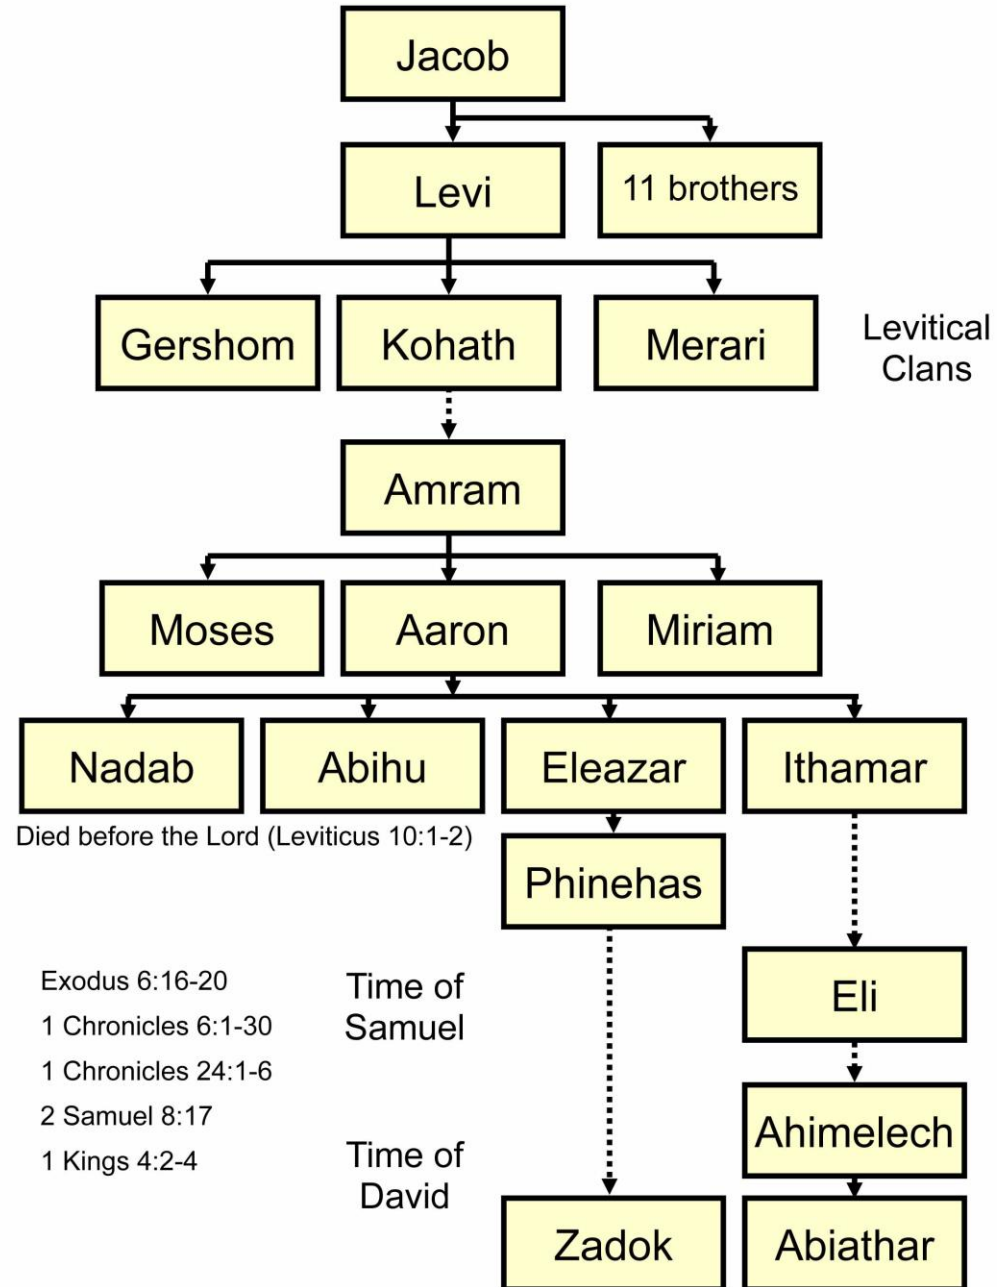 Jacob
Levi
11 brothers
Gershom
Kohath
Merari
Levitical
Clans
Amram
Moses
Aaron
Miriam
Nadab
Abihu
Eleazar
Ithamar
Died before the Lord (Leviticus 10:1-2)
Phinehas
Exodus 6:16-20
1 Chronicles 6:1-30
1 Chronicles 24:1-6
2 Samuel 8:17
1 Kings 4:2-4
Time of
Samuel
Eli
Ahimelech
Time of
David
Zadok
Abiathar